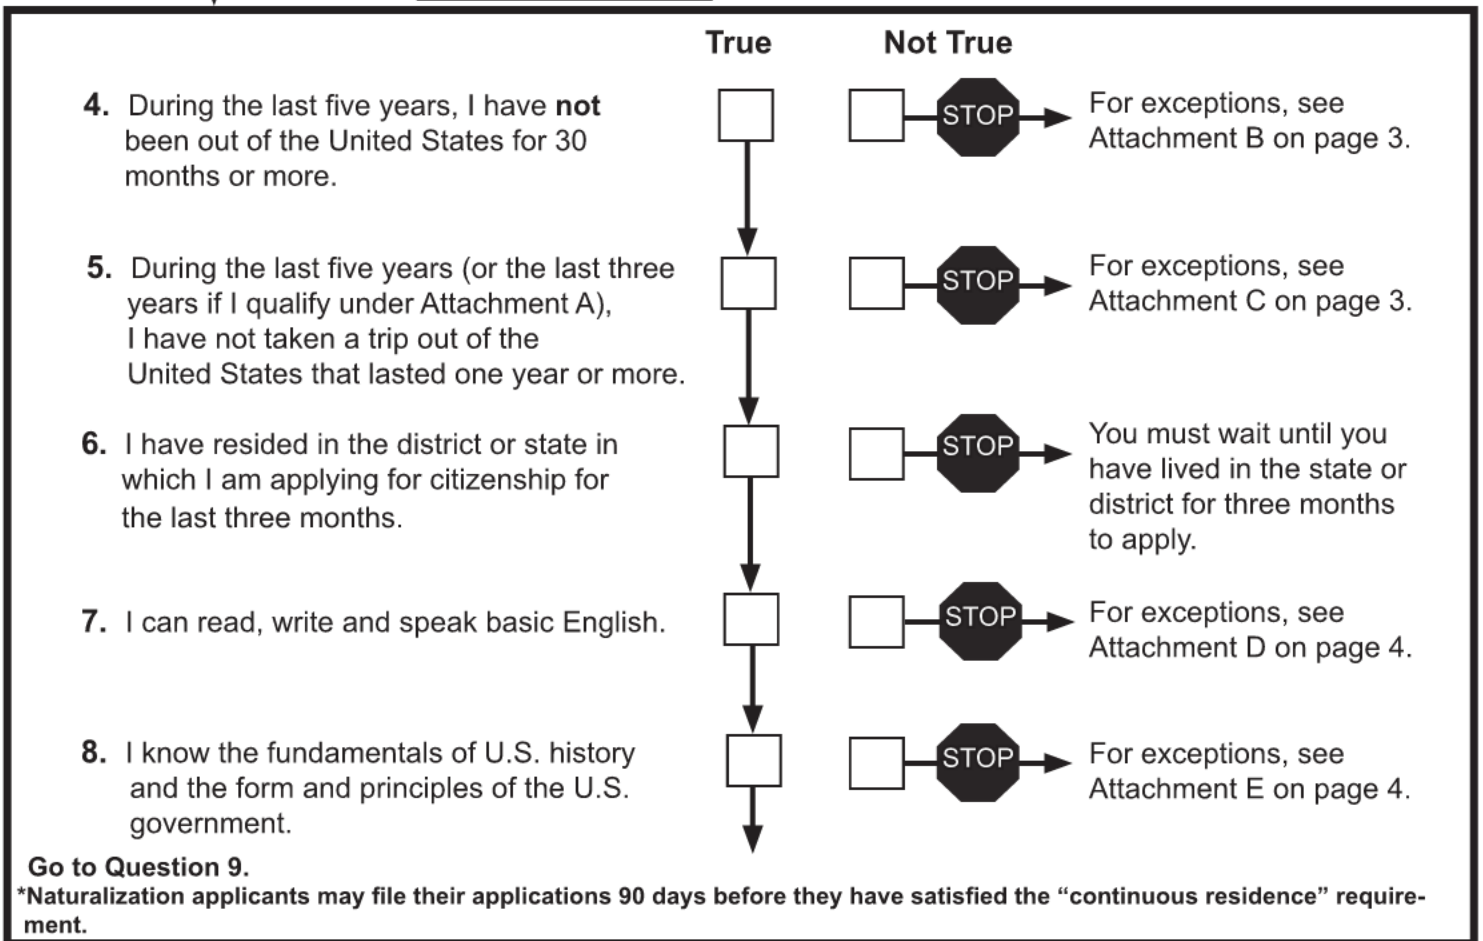 True Not True
4. During the last five years, I have not
been out of the United States for 30
months or more.
STOP
For exceptions, see
Attachment B on page 3.
5. During the last five years (or the last three
years if I qualify under Attachment A),
I have not taken a trip out of the
United States that lasted one year or more.
STOP
For exceptions, see
Attachment C on page 3.
6. I have resided in the district or state in
which I am applying for citizenship for
the last three months.
STOP
You must wait until you
have lived in the state or
district for three months
to apply.
7. I can read, write and speak basic English.
STOP
For exceptions, see
Attachment D on page 4.
8. I know the fundamentals of U.S. history
and the form and principles of the U.S.
government.
STOP
For exceptions, see
Attachment E on page 4.
Go to Question 9.
*Naturalization applicants may file their applications 90 days before they have satisfied the “continuous residence” require-
ment.